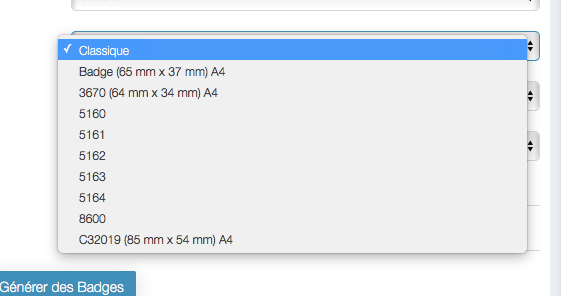 ✓ Classique
Badge (65 mm x 37 mm) A4
3670 (64 mm x 34 mm) A4
5160
5161
5162
5163
5164
8600
C32019 (85 mm x 54 mm) A4
Générer des Badges